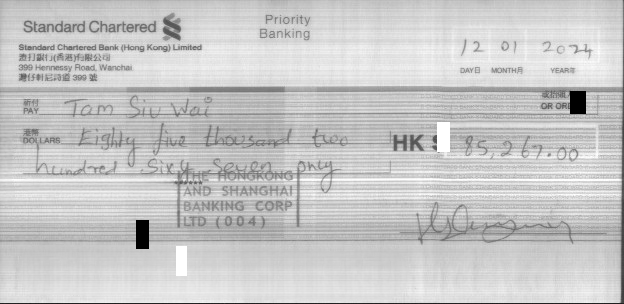 Standard Chartered
Priority
Banking
Standard Chartered Bank (Hong Kong) Limited
渣打銀行(香港)有限公司
399 Hennessy Road, Wanchai
灣仔軒尼詩道 399 號
12 01 2024
DAY日 MONTH月 YEAR年
祈付
PAY Tam Siu Wai
或持票人
OR
港幣
DOLLARS Eighty five thousand two
hundred sixty seven only
HK $ 85,267.00
THE HONGKONG
AND SHANGHAI
BANKING CORP
LTD (004)